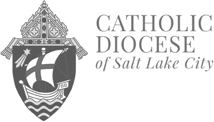 CATHOLIC
DIOCESE
of Salt Lake City